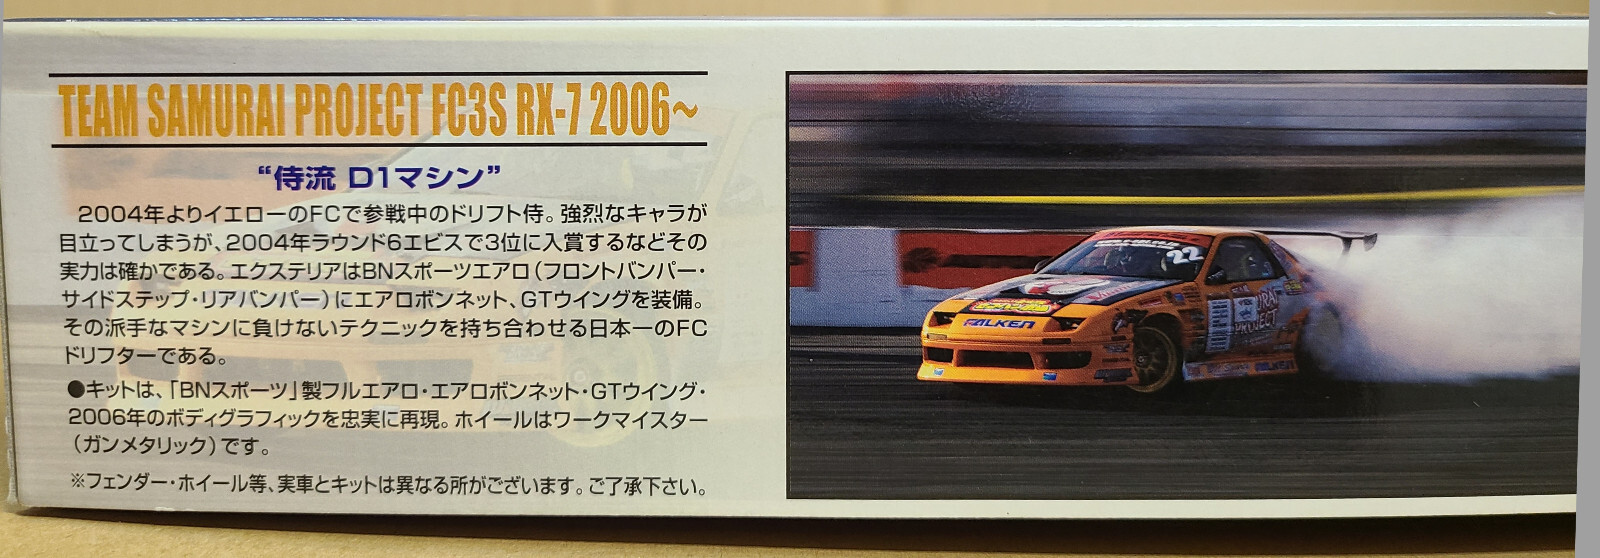 TEAM SAMURAI PROJECT FC3S RX-7 2006~
“侍流 D1マシン”
2004年よりイエローのFCで参戦中のドリフト侍。強烈なキャラが
目立ってしまうが、2004年ラウンド6エビスで3位に入賞するなどその
実力は確かである。エクステリアはBNスポーツエアロ(フロントバンパー・
サイドステップ・リアバンパー)にエアロボンネット、GTウイングを装備。
その派手なマシンに負けないテクニックを持ち合わせる日本一のFC
ドリフターである。
●キットは、「BNスポーツ」製フルエアロ・エアロボンネット・GTウイング・
2006年のボディグラフィックを忠実に再現。ホイールはワークマイスター
(ガンメタリック)です。
※フェンダー・ホイール等、実車とキットは異なる所がございます。ご了承下さい。
22
FALKEN
PROJECT